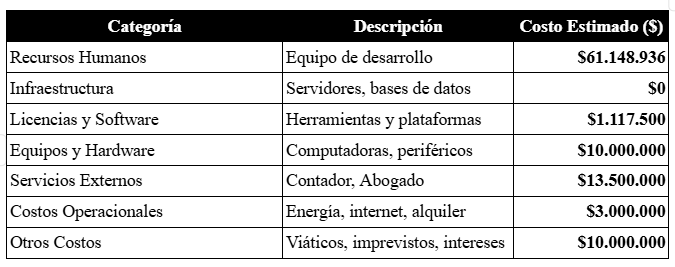 Categoría Descripción Costo Estimado ($)
Recursos Humanos Equipo de desarrollo $61.148.936
Infraestructura Servidores, bases de datos $0
Licencias y Software Herramientas y plataformas $1.117.500
Equipos y Hardware Computadoras, periféricos $10.000.000
Servicios Externos Contador, Abogado $13.500.000
Costos Operacionales Energía, internet, alquiler $3.000.000
Otros Costos Viáticos, imprevistos, intereses $10.000.000